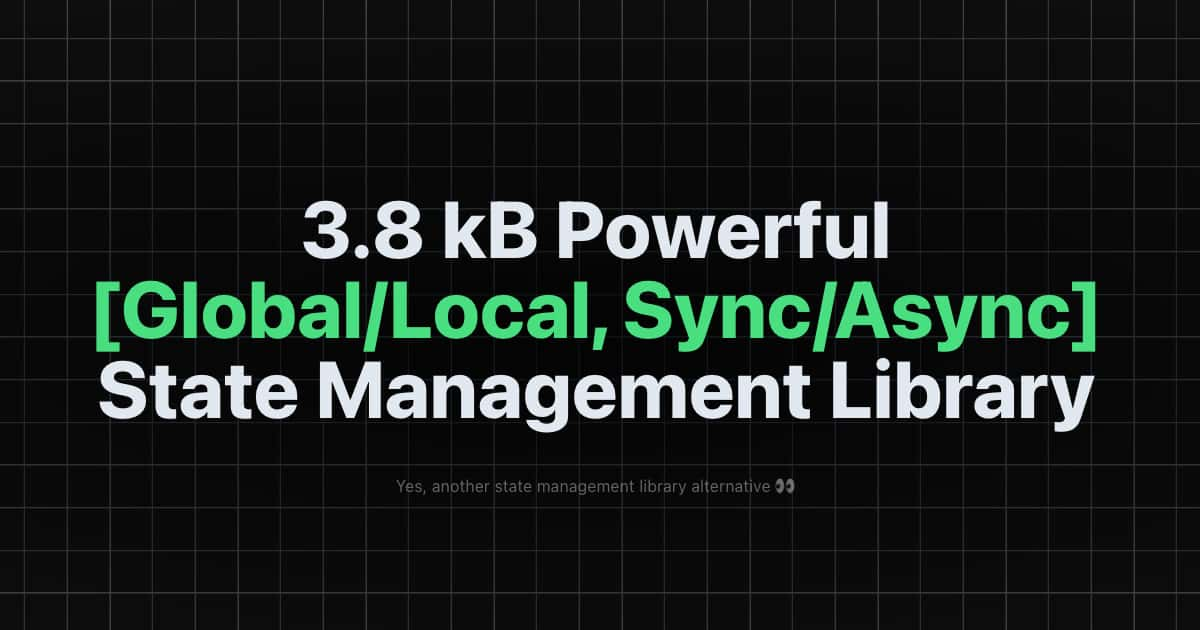 3.8 kB Powerful
[Global/Local, Sync/Async]
State Management Library
Yes, another state management library alternative 👀